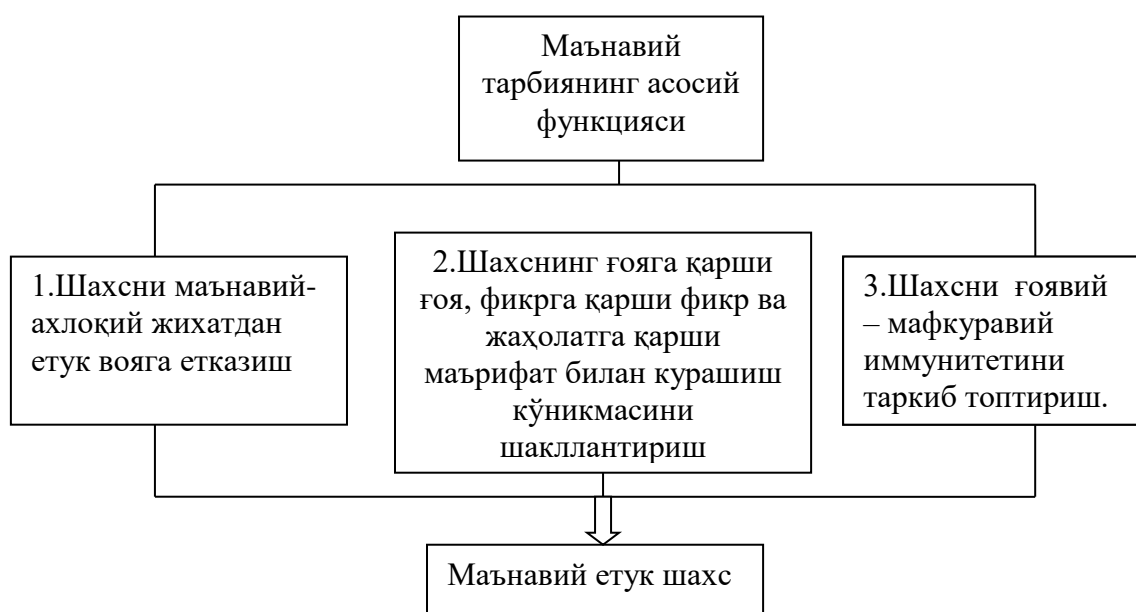 Маънавий
тарбиянинг асосий
функцияси
1.Шахсни маънавий-
ахлоқий жихатдан
етук вояга етказиш
2.Шахснинг ғояга қарши
ғоя, фикрга қарши фикр ва
жаҳолатга қарши
маърифат билан курашиш
кўникмасини
шакллантириш
3.Шахсни ғоявий
– мафкуравий
иммунитетини
таркиб топтириш.
Маънавий етук шахс